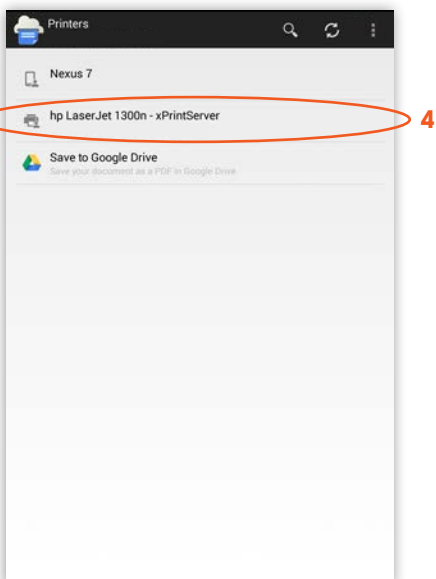 Printers
Nexus 7
hp LaserJet 1300n - xPrintServer
4
Save to Google Drive
Save your document as a PDF in Google Drive